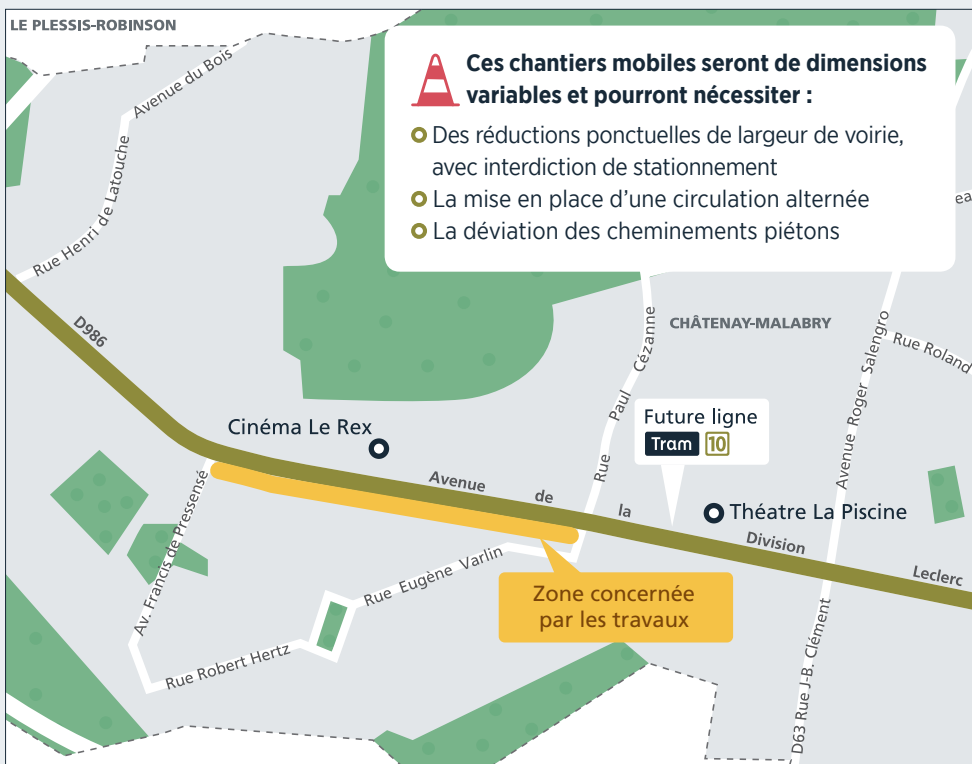 LE PLESSIS-ROBINSON
Ces chantiers mobiles seront de dimensions
variables et pourront nécessiter :
Des réductions ponctuelles de largeur de voirie,
avec interdiction de stationnement
La mise en place d'une circulation alternée
La déviation des cheminements piétons
Avenue du Bois
Rue Henri de Latouche
D986
CHÂTENAY-MALABRY
Rue Paul Cézanne
Avenue Roger Salengro
Rue Roland
Cinéma Le Rex
Future ligne
Tram 10
Théatre La Piscine
Avenue de la Division Leclerc
Av. Francis de Pressensé
Rue Eugène Varlin
Rue Robert Hertz
Zone concernée
par les travaux
D63 Rue J-B. Clément